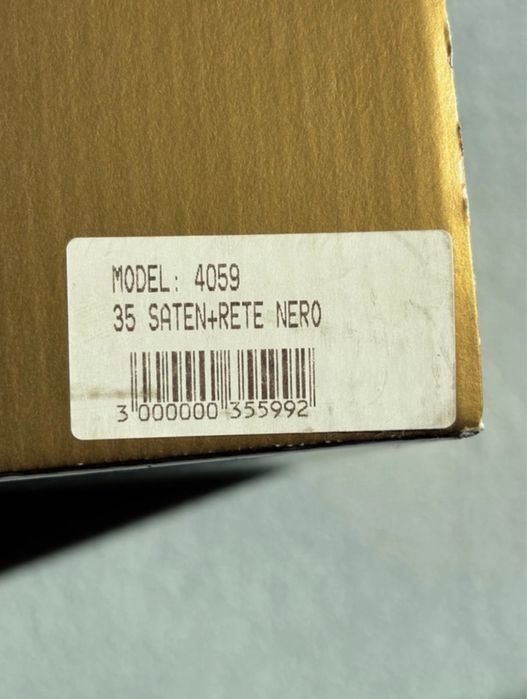 MODEL: 4059
35 SATEN+RETE NERO
3 000000 355992